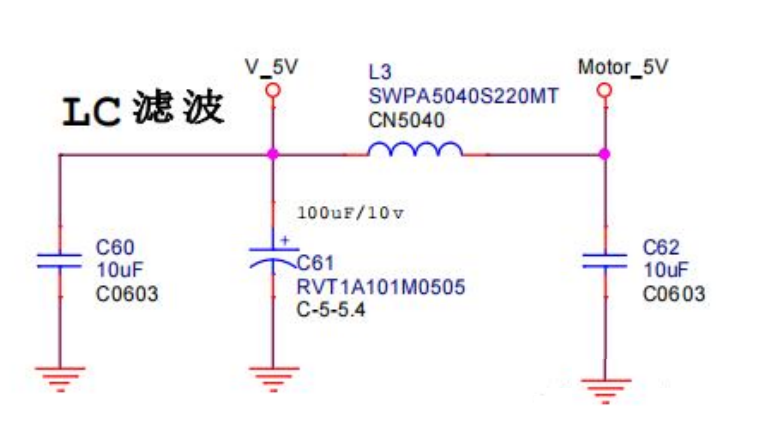 V_5V
L3
SWPA5040S220MT
CN5040
Motor_5V
LC 滤波
100uF/10v
+
C60
10uF
C0603
C61
RVT1A101M0505
C-5-5.4
C62
10uF
C0603